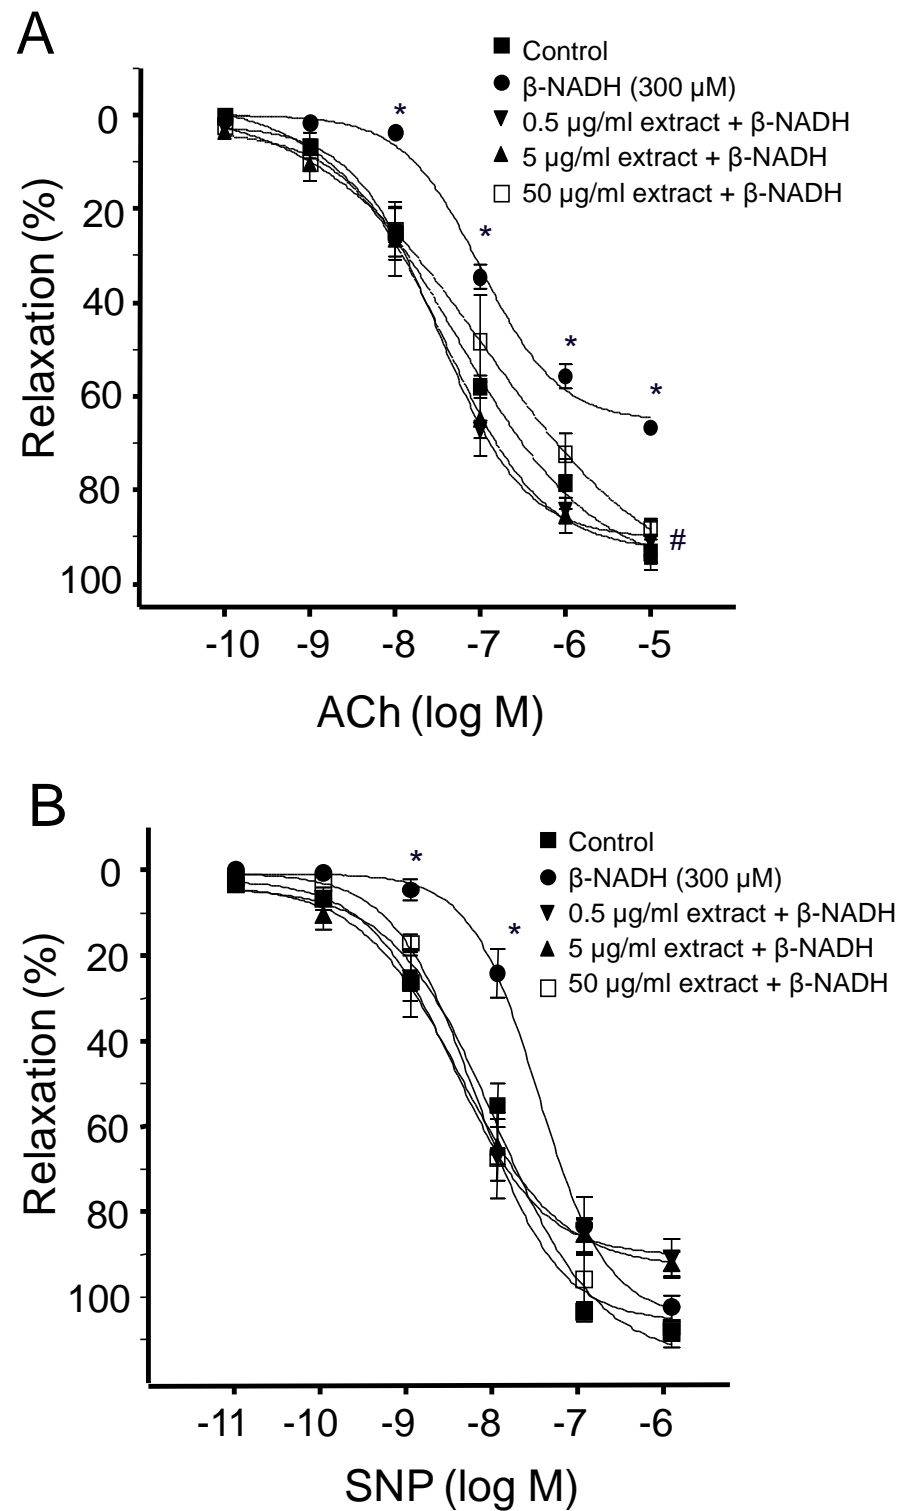 A
Control
β-NADH (300 µM)
0.5 µg/ml extract + β-NADH
5 µg/ml extract + β-NADH
50 µg/ml extract + β-NADH
Relaxation (%)
0
20
40
60
80
100
*
*
*
*
#
-10 -9 -8 -7 -6 -5
ACh (log M)
B
Control
β-NADH (300 µM)
0.5 µg/ml extract + β-NADH
5 µg/ml extract + β-NADH
50 µg/ml extract + β-NADH
Relaxation (%)
0
20
40
60
80
100
*
*
-11 -10 -9 -8 -7 -6
SNP (log M)